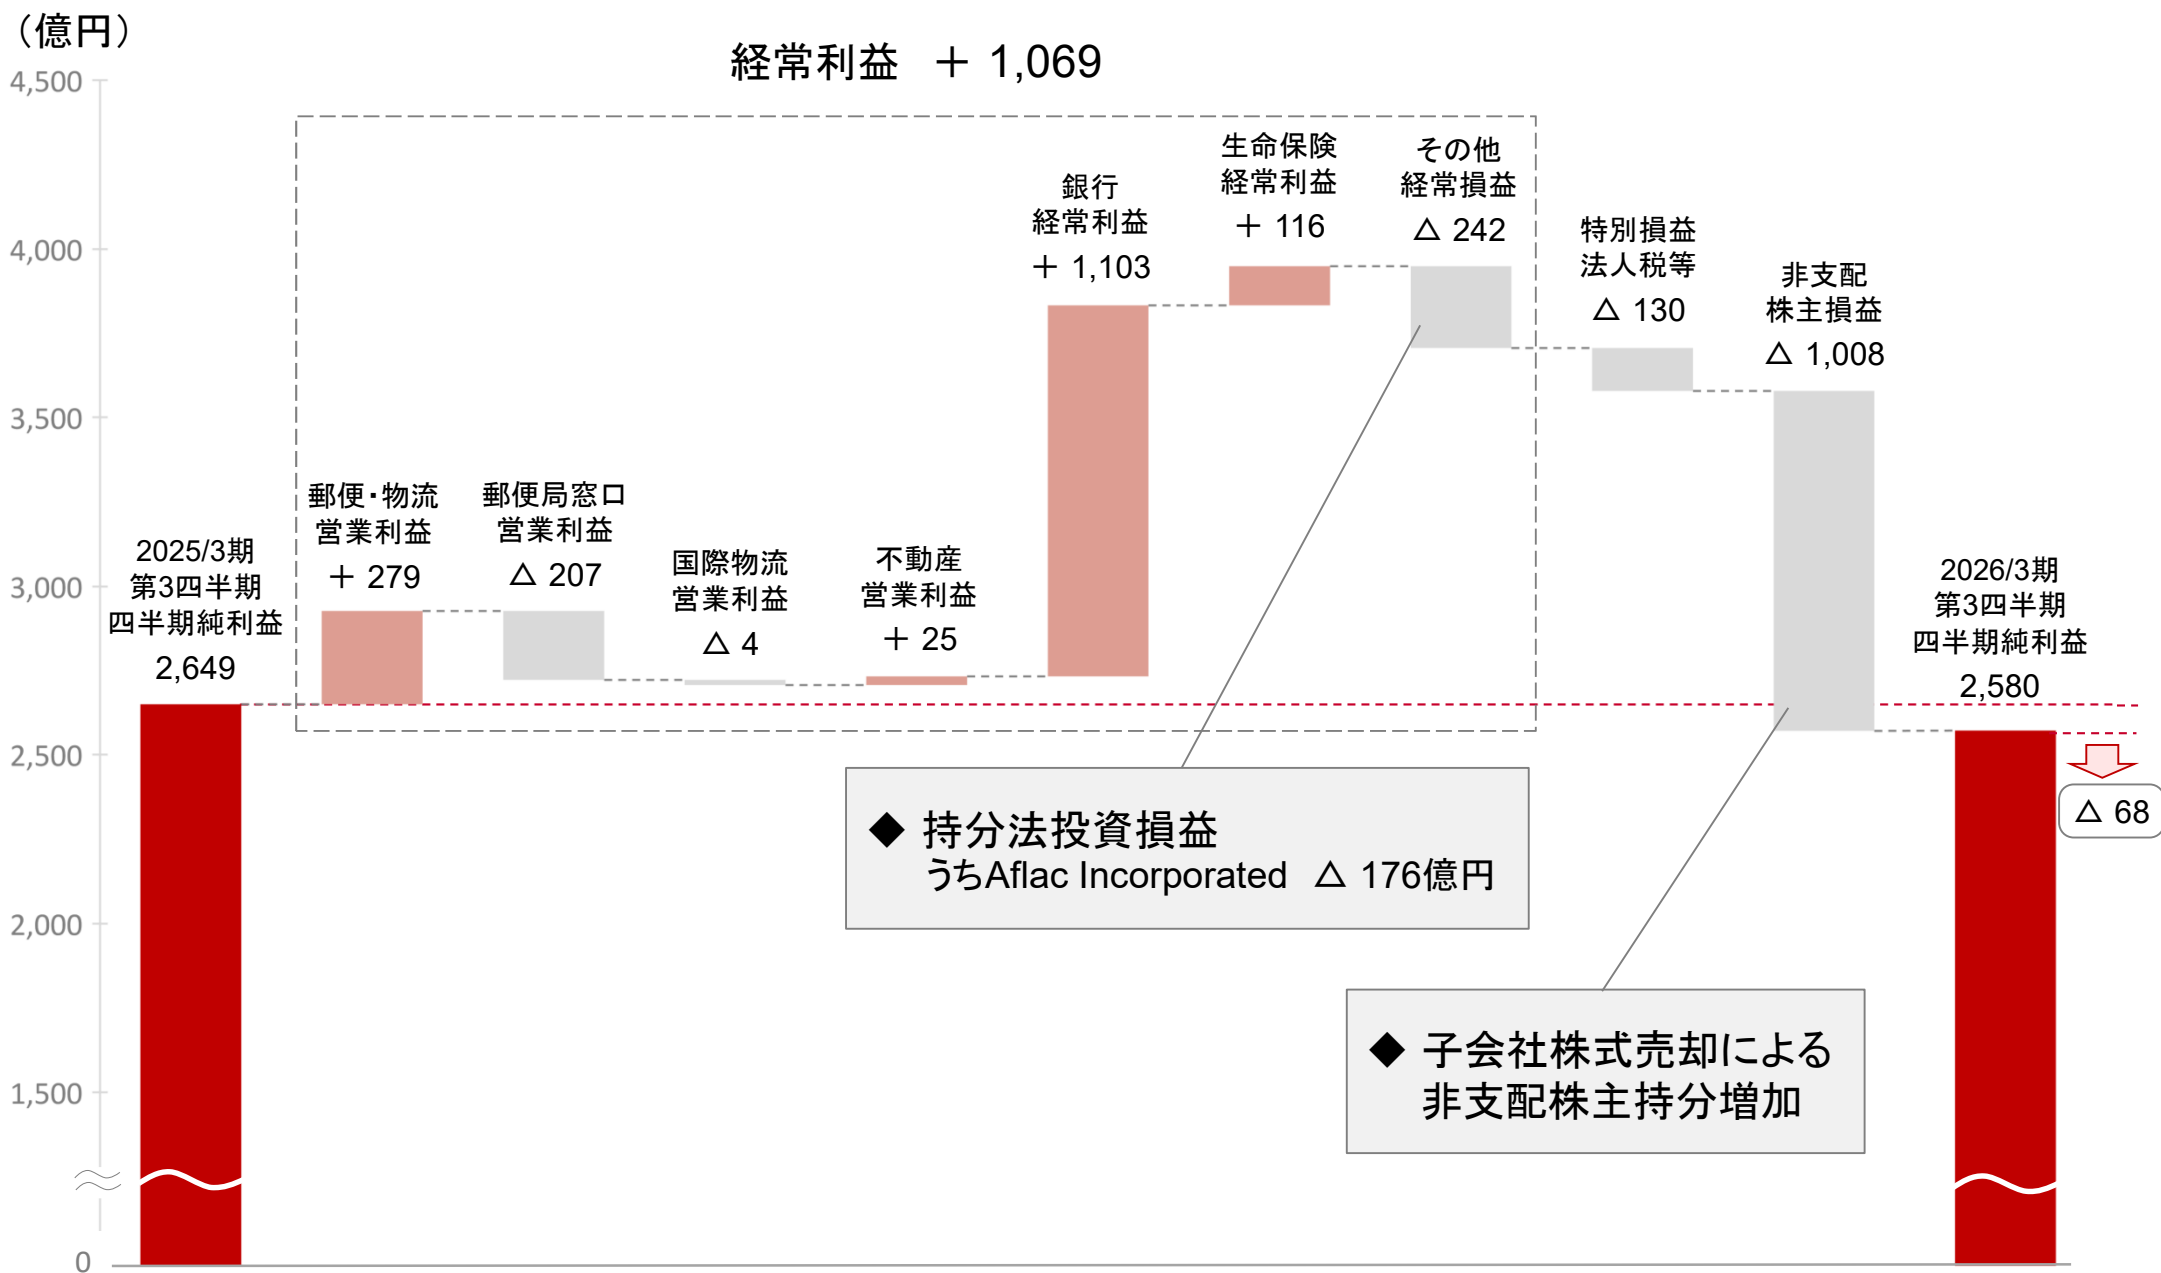 （億円）
経常利益　＋ 1,069
4,500
4,000
3,500
3,000
2,500
2,000
1,500
0
2025/3期
第3四半期
四半期純利益
2,649
郵便・物流
営業利益
＋ 279
郵便局窓口
営業利益
△ 207
国際物流
営業利益
△ 4
不動産
営業利益
＋ 25
銀行
経常利益
＋ 1,103
生命保険
経常利益
＋ 116
その他
経常損益
△ 242
特別損益
法人税等
△ 130
非支配
株主損益
△ 1,008
2026/3期
第3四半期
四半期純利益
2,580
△ 68
◆ 持分法投資損益
うちAflac Incorporated △ 176億円
◆ 子会社株式売却による
非支配株主持分増加